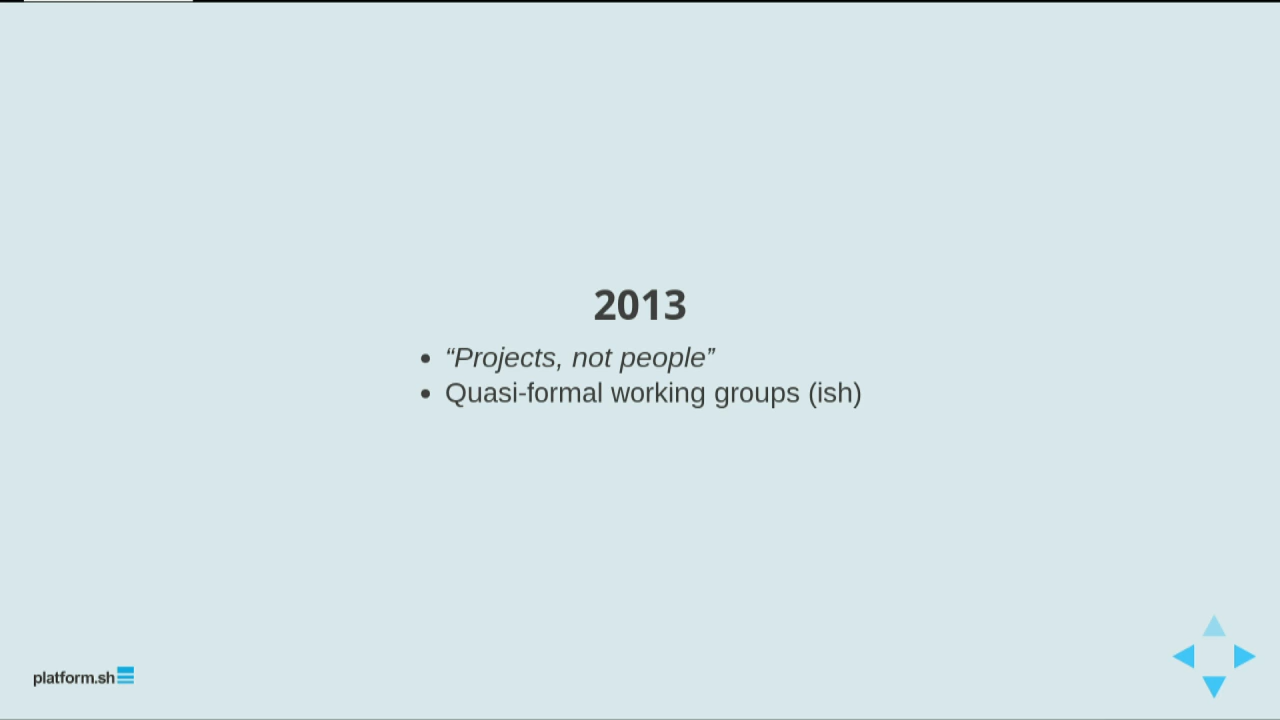 2013
“Projects, not people”
Quasi-formal working groups (ish)
platform.sh